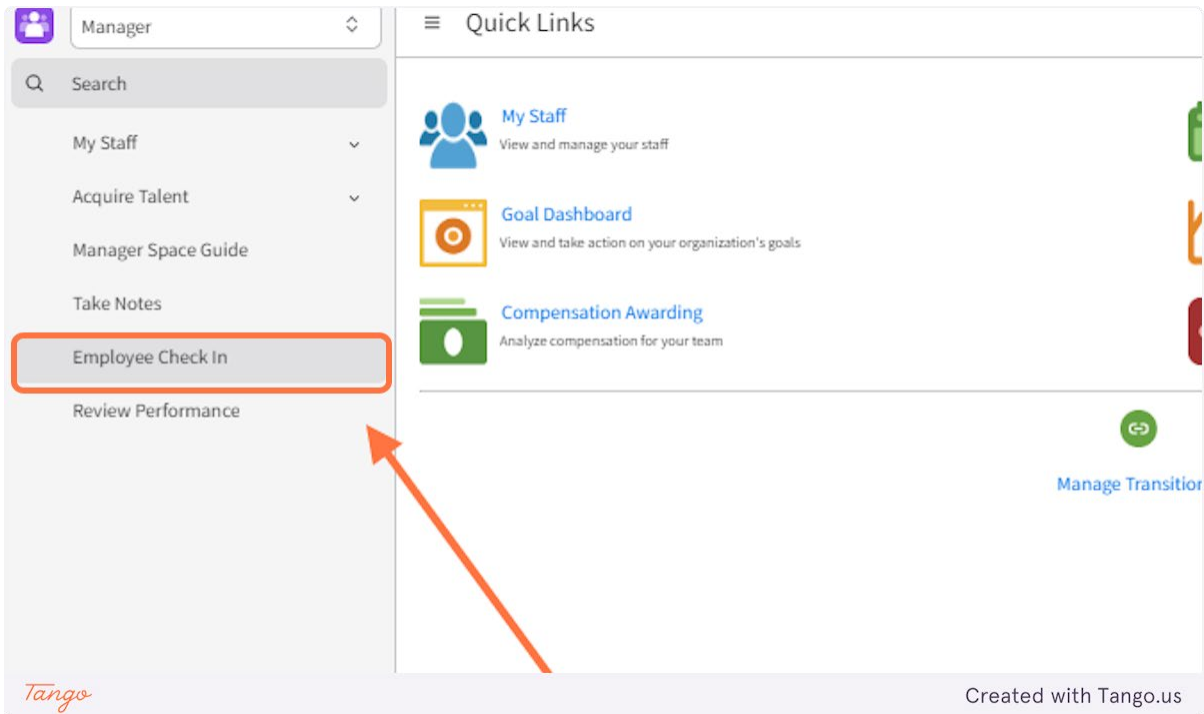 Manager
Search
My Staff
Acquire Talent
Manager Space Guide
Take Notes
Employee Check In
Review Performance
Quick Links
My Staff
View and manage your staff
Goal Dashboard
View and take action on your organization's goals
Compensation Awarding
Analyze compensation for your team
Manage Transition
Tango
Created with Tango.us